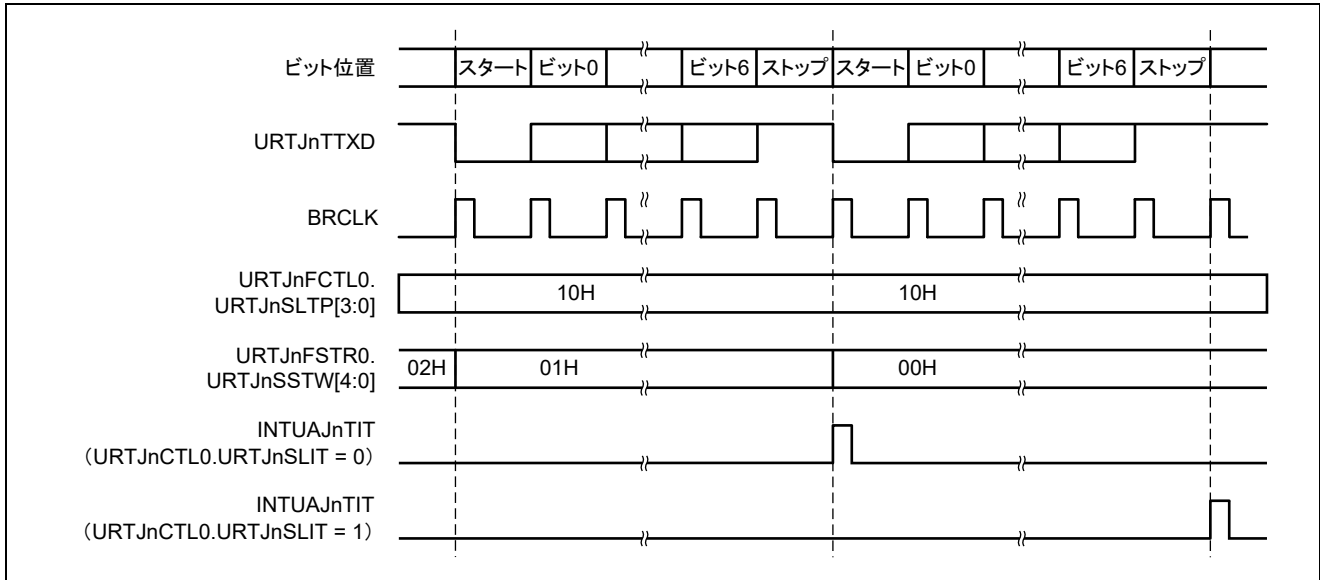 ビット位置
スタート ビット0 ビット6 ストップ スタート ビット0 ビット6 ストップ
URTJnTTXD
BRCLK
URTJnFCTL0.
URTJnSLTP[3:0]
10H 10H
URTJnFSTR0.
URTJnSSTW[4:0]
02H 01H 00H
INTUAJnTIT
（URTJnCTL0.URTJnSLIT = 0）
INTUAJnTIT
（URTJnCTL0.URTJnSLIT = 1）